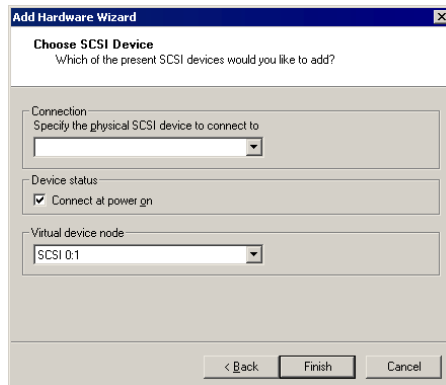 Add Hardware Wizard
Choose SCSI Device
Which of the present SCSI devices would you like to add?
Connection
Specify the physical SCSI device to connect to
Device status
Connect at power on
Virtual device node
SCSI 0:1
< Back
Finish
Cancel